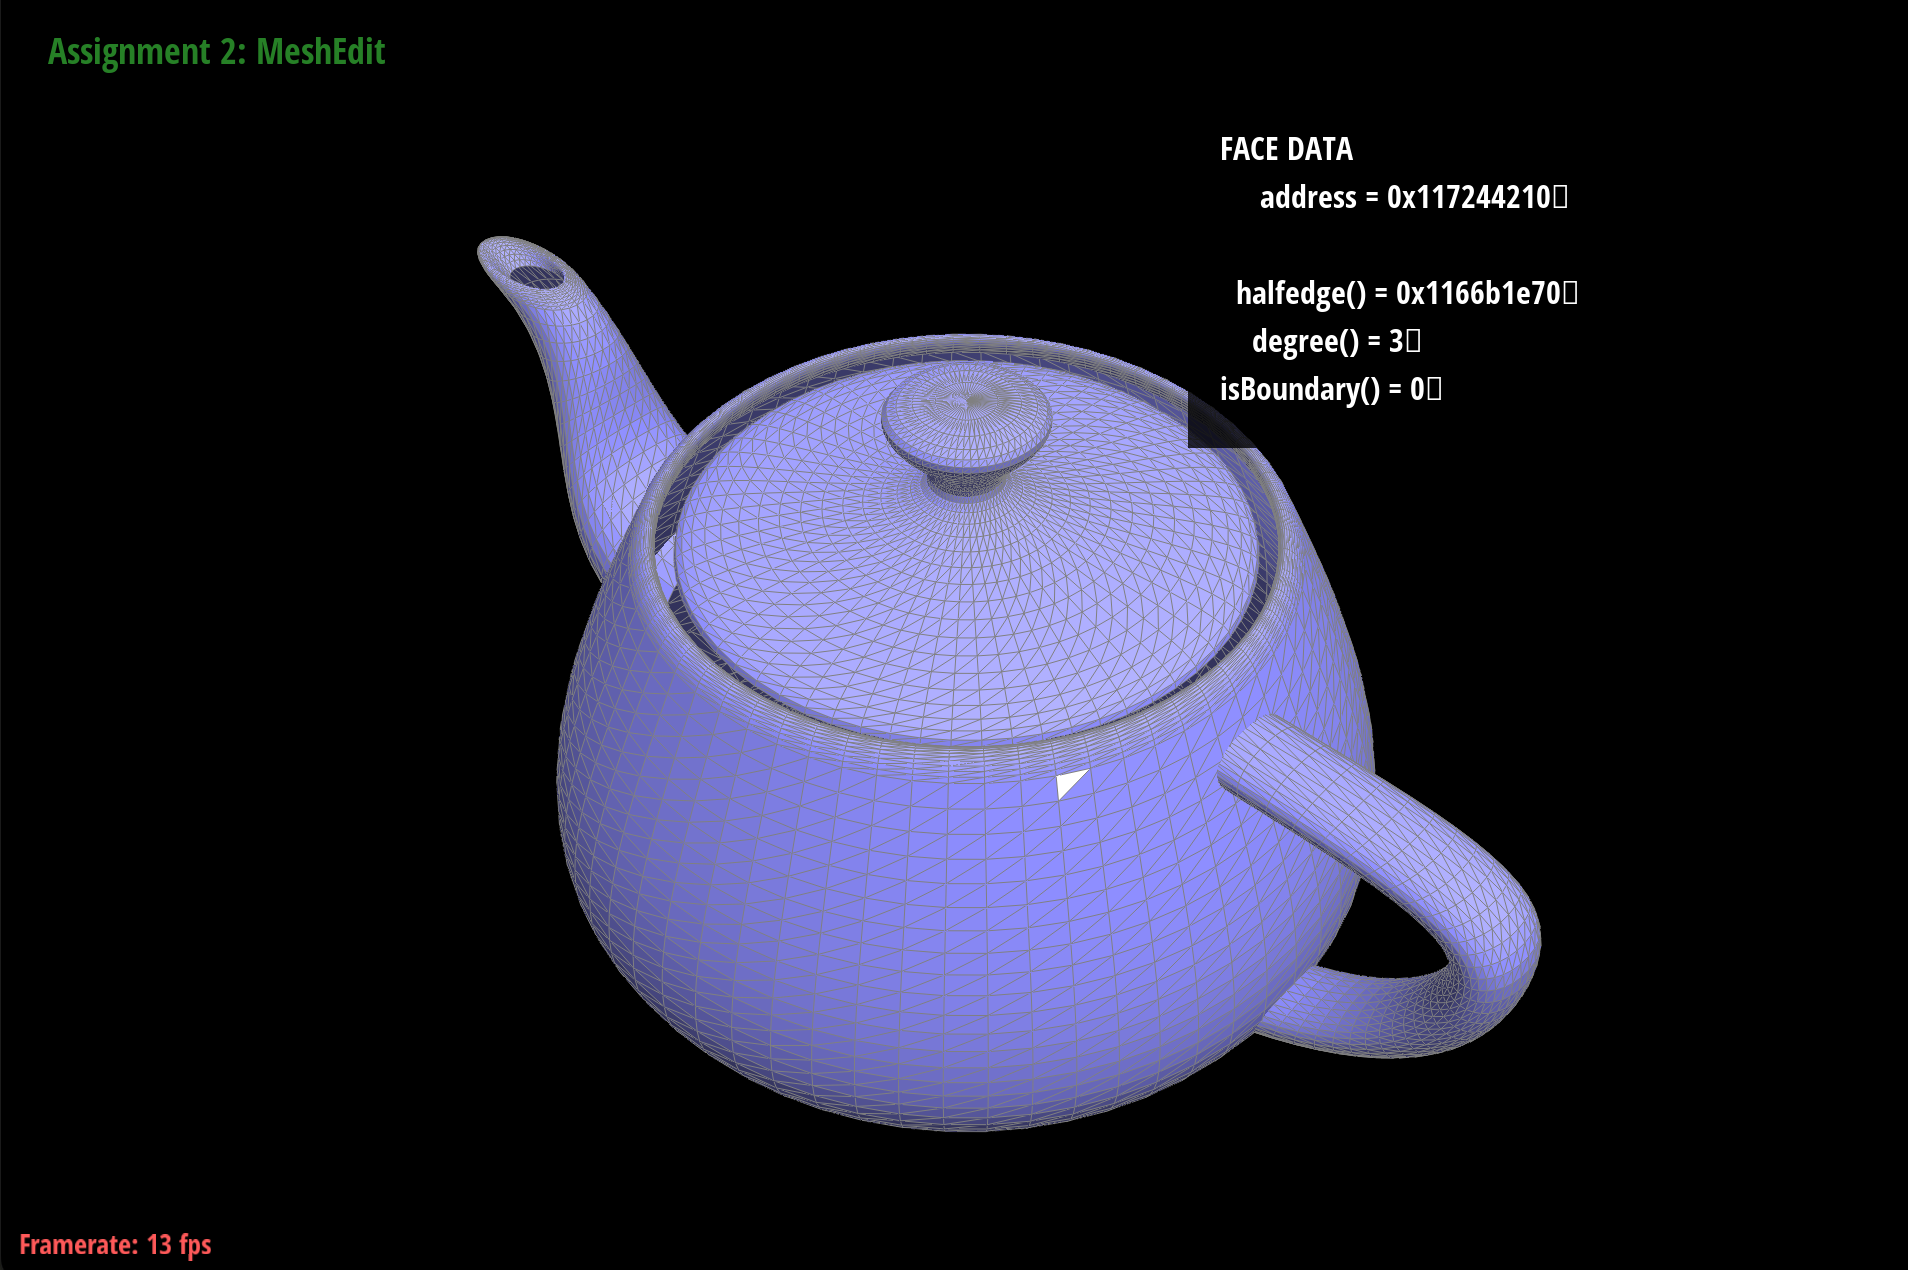 Assignment 2: MeshEdit
FACE DATA
address = 0x117244210
halfedge() = 0x1166b1e70
degree() = 3
isBoundary() = 0
Framerate: 13 fps